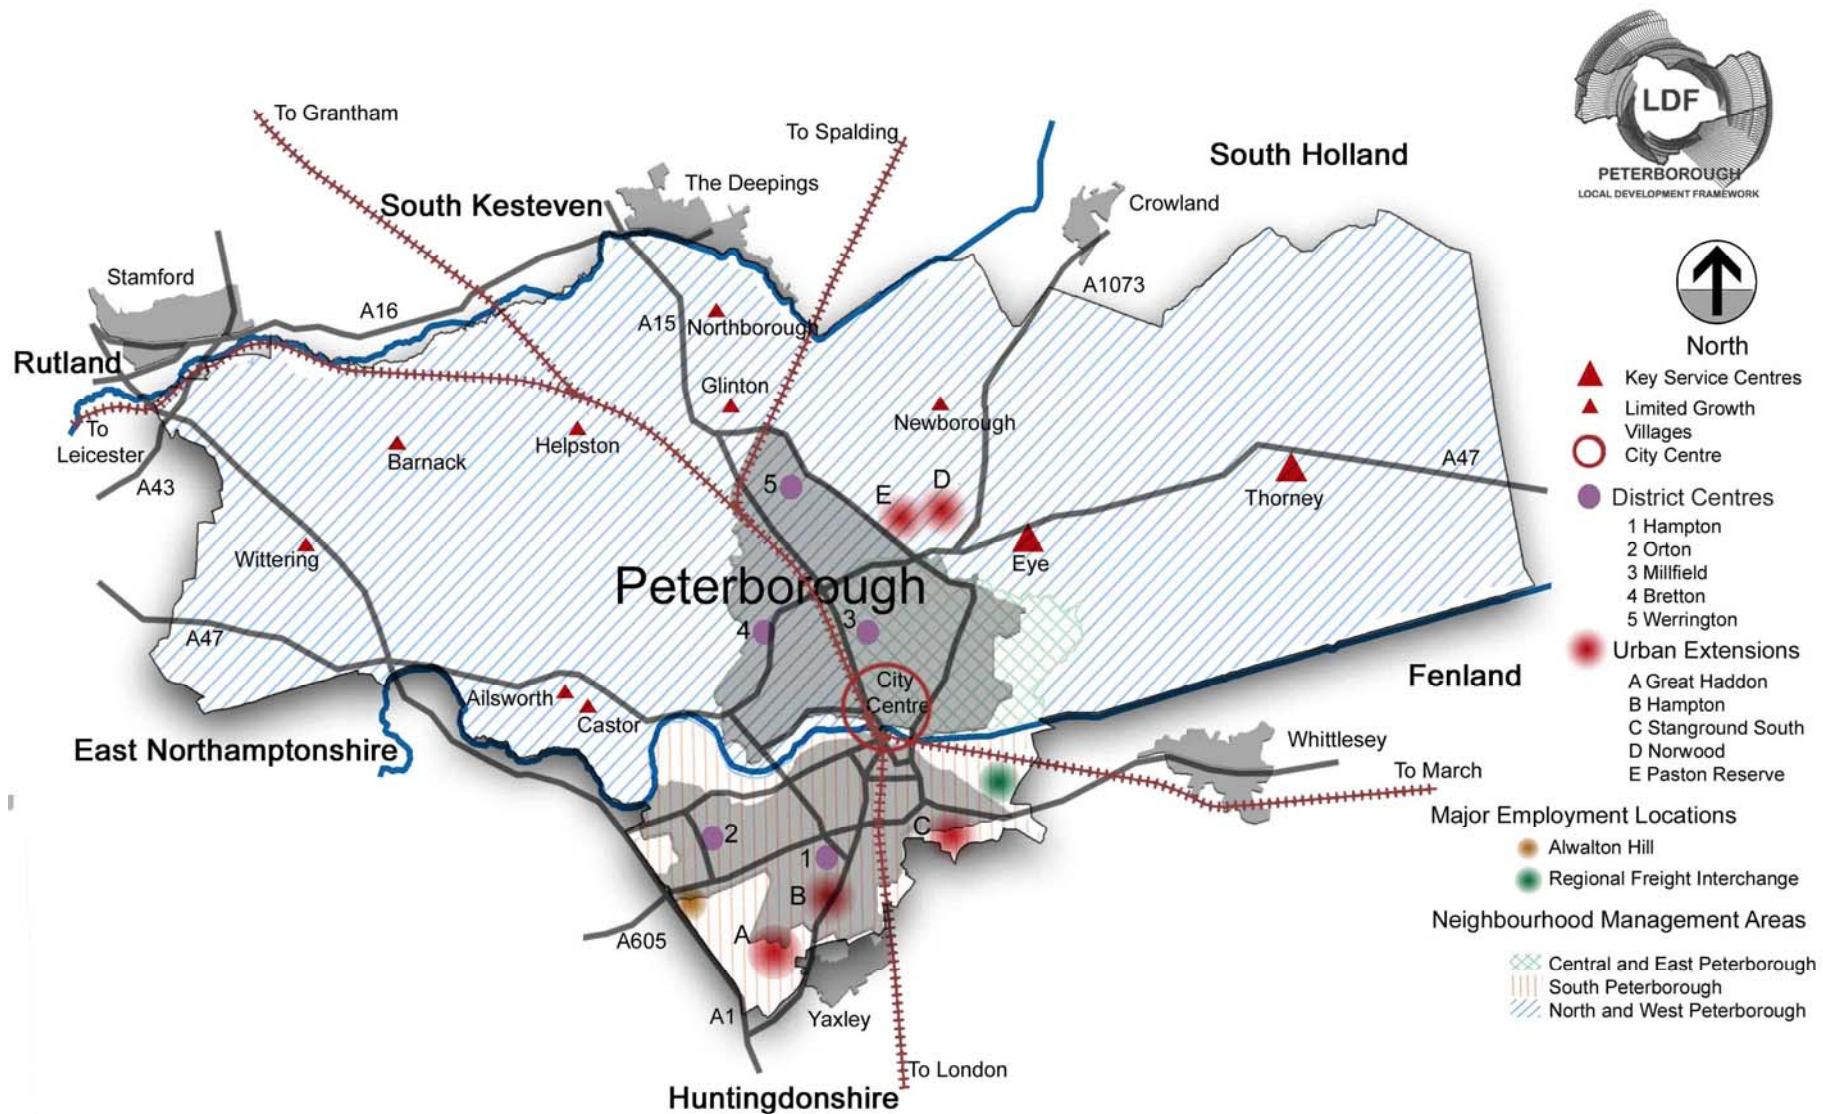 To Grantham
To Spalding
South Holland
LDF
PETERBOROUGH
LOCAL DEVELOPMENT FRAMEWORK
South Kesteven
The Deepings
Crowland
Stamford
A16
A15
Northborough
A1073
Rutland
North
Key Service Centres
Limited Growth
Villages
City Centre
To
Leicester
A43
Barnack
Helpston
Glinton
Newborough
A47
Thorney
5
E
D
Eye
Wittering
Peterborough
District Centres
1 Hampton
2 Orton
3 Millfield
4 Bretton
5 Werrington
A47
4
3
City
Centre
Ailsworth
Castor
Fenland
Urban Extensions
A Great Haddon
B Hampton
C Stanground South
D Norwood
E Paston Reserve
East Northamptonshire
Whittlesey
To March
2
1
C
B
A
A605
A1
Yaxley
To London
Huntingdonshire
Major Employment Locations
Alwalton Hill
Regional Freight Interchange
Neighbourhood Management Areas
Central and East Peterborough
South Peterborough
North and West Peterborough